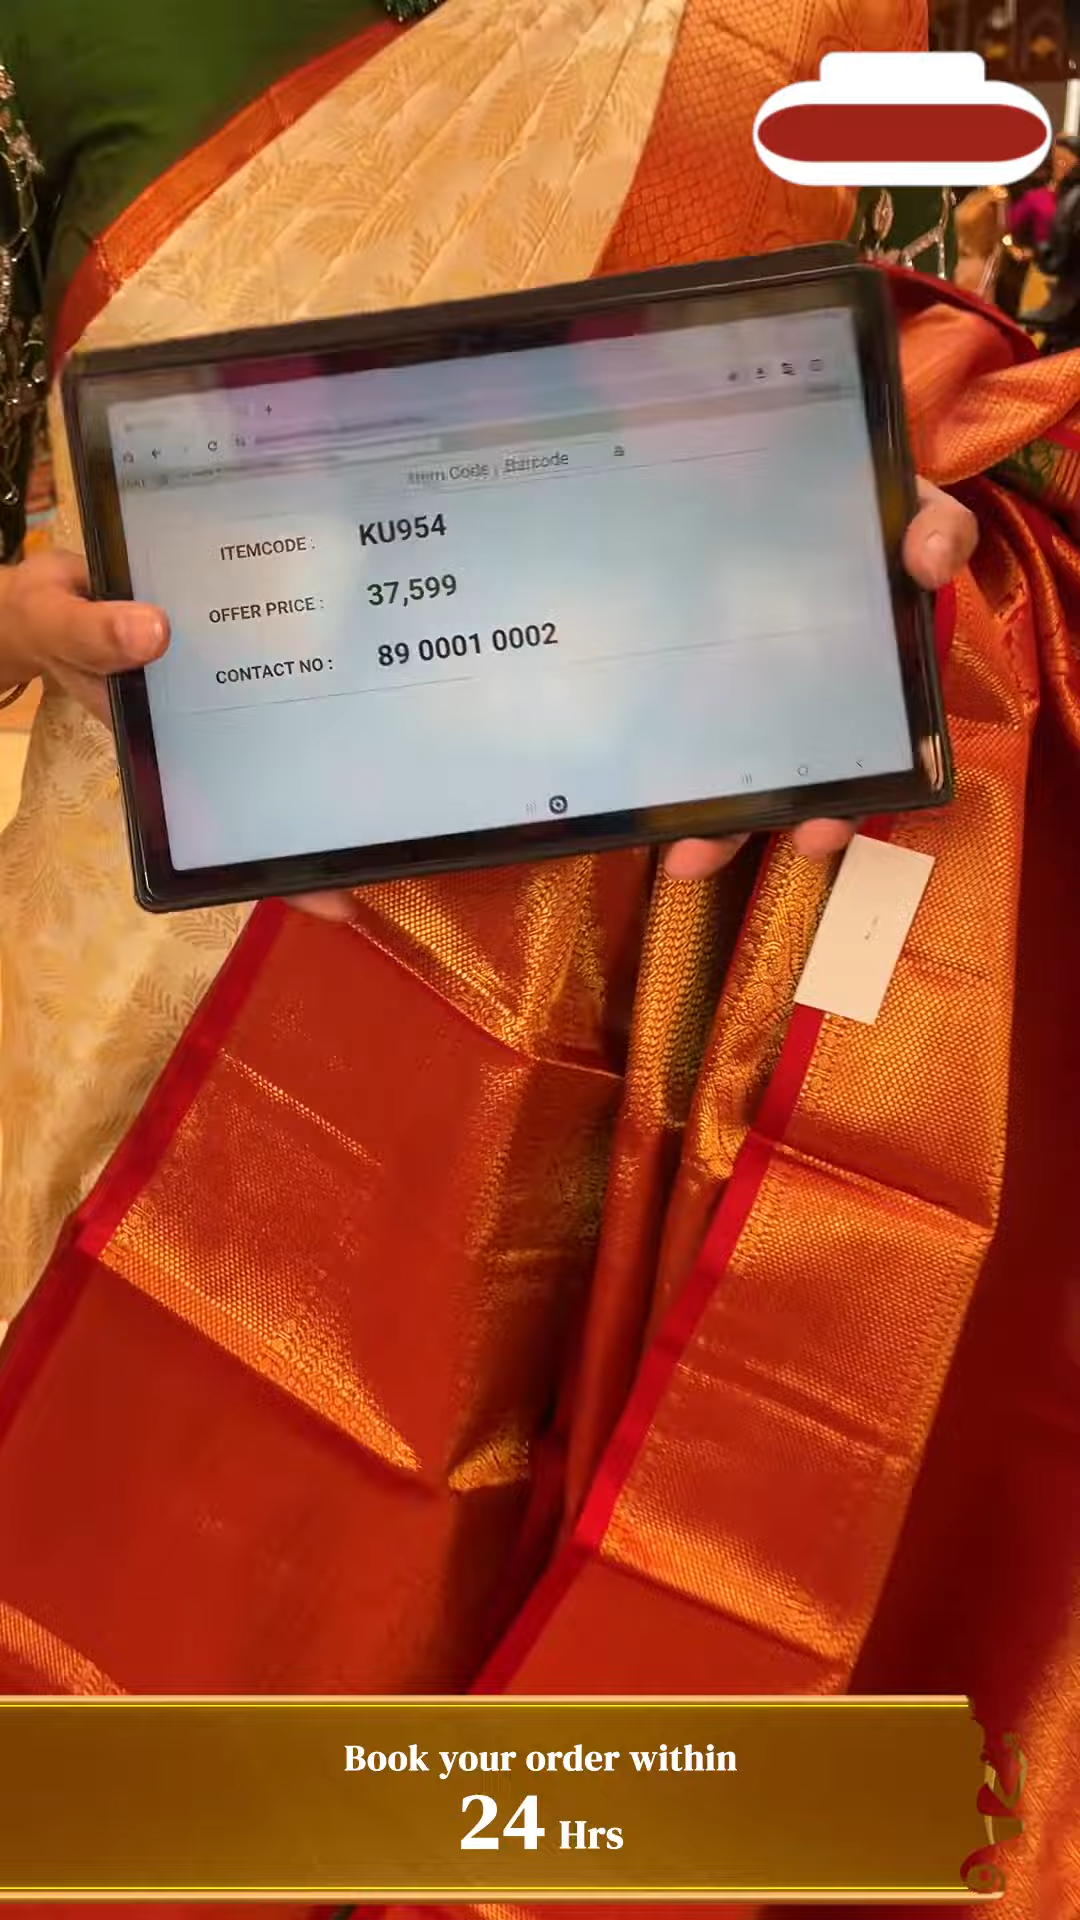 Item Code / Barcode
ITEMCODE : KU954
OFFER PRICE : 37,599
CONTACT NO : 89 0001 0002
Book your order within
24 Hrs